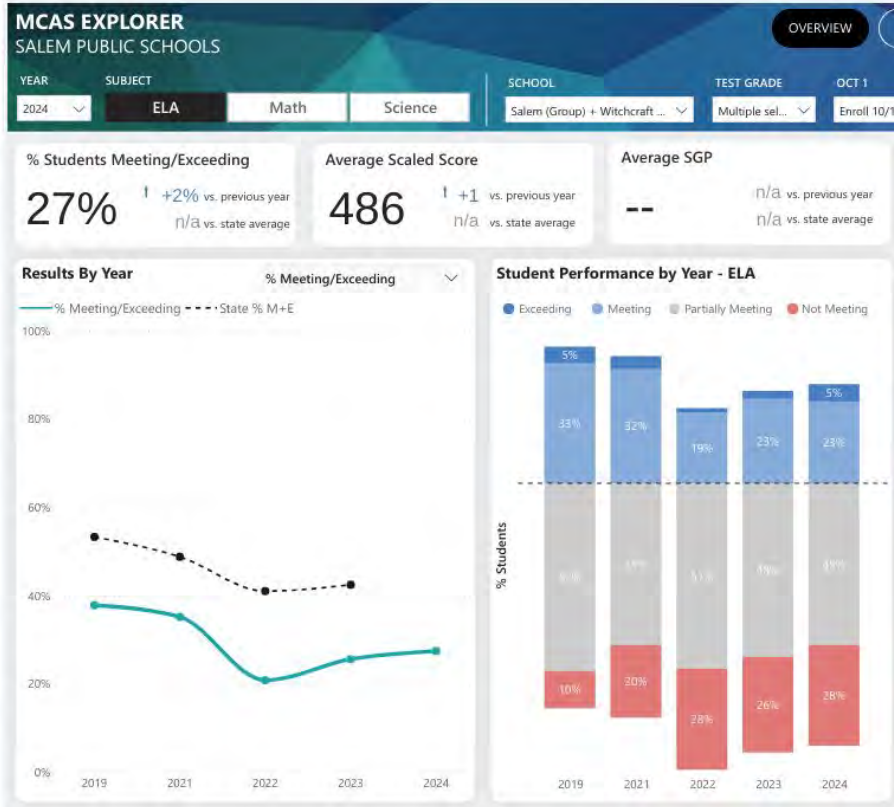 MCAS EXPLORER
SALEM PUBLIC SCHOOLS
OVERVIEW
YEAR
SUBJECT
SCHOOL
TEST GRADE
OCT 1
2024
ELA
Math
Science
Salem (Group) + Witchcraft ...
Multiple sel...
Enroll 10/1
% Students Meeting/Exceeding
27%
+2% vs. previous year
n/a vs. state average
Average Scaled Score
486
+1 vs. previous year
n/a vs. state average
Average SGP
--
n/a vs. previous year
n/a vs. state average
Results By Year
% Meeting/Exceeding
% Meeting/Exceeding
State % M+E
100%
80%
60%
40%
20%
0%
2019
2021
2022
2023
2024
Student Performance by Year - ELA
Exceeding
Meeting
Partially Meeting
Not Meeting
% Students
5%
5%
33%
32%
19%
23%
23%
51%
49%
10%
20%
28%
26%
28%
2019
2021
2022
2023
2024